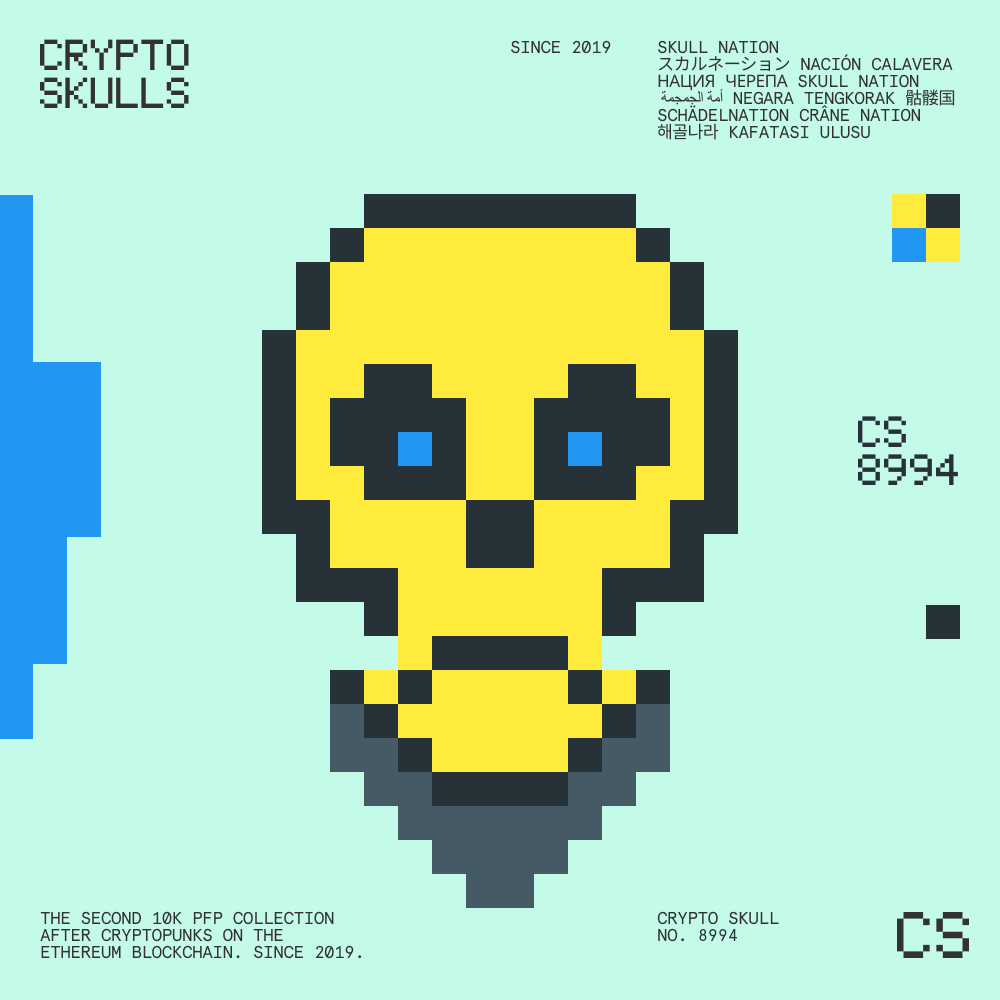 CRYPTO
SKULLS
SINCE 2019
SKULL NATION
スカルネーション NACIÓN CALAVERA
НАЦИЯ ЧЕРЕПА SKULL NATION
أمة الجمجمة NEGARA TENGKORAK 骷髅国
SCHÄDELNATION CRÂNE NATION
해골나라 KAFATASI ULUSU
CS
8994
THE SECOND 10K PFP COLLECTION
AFTER CRYPTOPUNKS ON THE
ETHEREUM BLOCKCHAIN. SINCE 2019.
CRYPTO SKULL
NO. 8994
CS